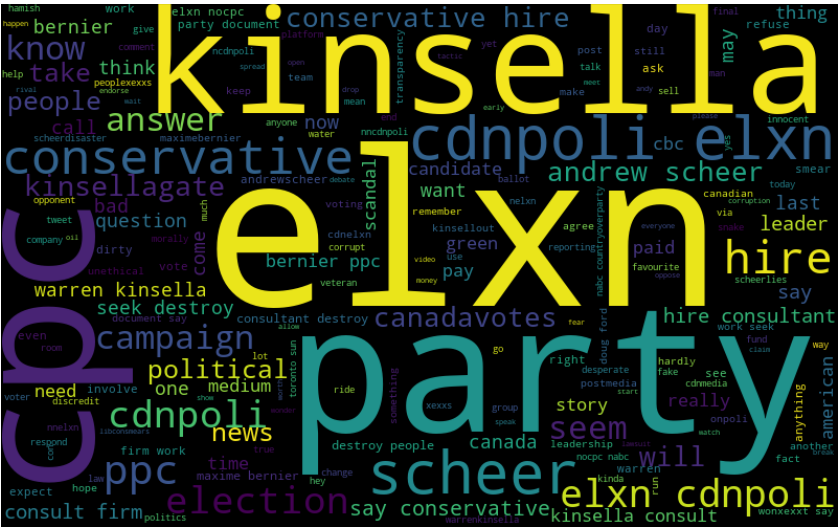 hamish work elxn nocpc
happen party document conservative hire thing
bernier give platform day final
comment ncdnpoli tactic yet post still refuse
know help endorse spread open team talk meet man may
take think peoplexexxs keep transparency ask andy sell
people rival wait mean drop make
kinsella
call answer scheerdisaster maximebernier anyone now water end early please innocent
nncdnpoli cdnpoli elxn cbc yes smear
conservative andrewscheer debate candidate andrew scheer today
kinsellagate much voting scandal want ballot nelxn canadian corruption last
opponent bad tweet remember agree via
question cdnelxn kinsellout everyone leader
company oil dirty come corrupt green use reporting paid snake
morally bernier ppc video pay favourite hire
unethical vote veteran money oppose scheerlies
elxn
warren kinsella nabc countryoverparty say
cpc
seek destroy consultant destroy canadavotes hire consultant
document say allow fear doug ford work seek
even campaign toronto sun go right fund way
room lot desperate claim
voter need political ride postmedia hardly see american
discredit involve one medium something group story fake cdnmedia really anything
nnelxn cdnpoli show worth xexxs speak start
respond libconsmears news wonder destroy people canada seem onpoli another
com firm work true leadership lawsuit watch fact break
party
ppc time maxime bernier scheer nocpc nabc will warren
expect law hey change kinda run
hope election elxn cdnpoli
consult firm politics say conservative warrenkinsella kinsella consult wonxexxt say